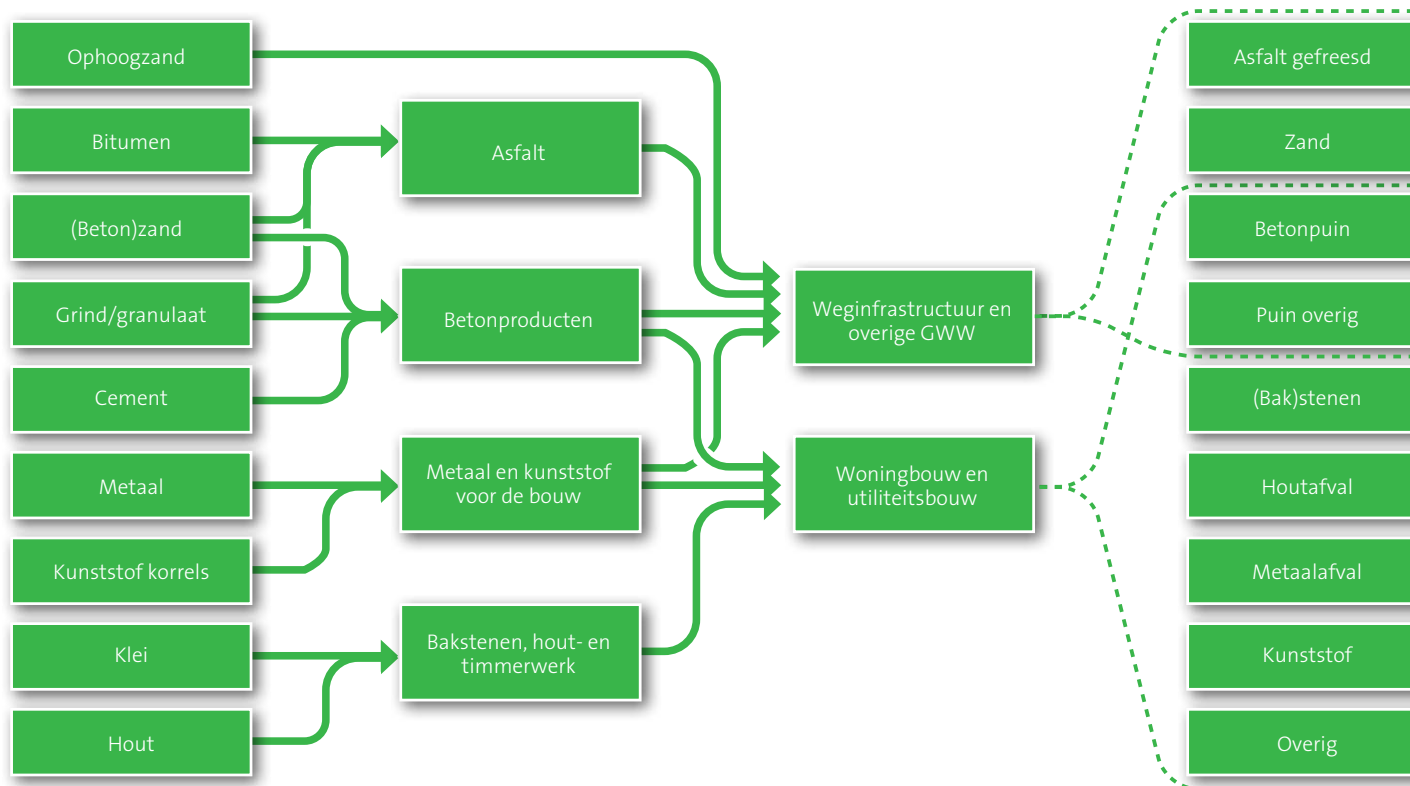 Ophoogzand
Bitumen
(Beton)zand
Grind/granulaat
Cement
Metaal
Kunststof korrels
Klei
Hout
Asfalt
Betonproducten
Metaal en kunststof
voor de bouw
Bakstenen, hout- en
timmerwerk
Weginfrastructuur en
overige GWW
Woningbouw en
utiliteitsbouw
Asfalt gefreesd
Zand
Betonpuin
Puin overig
(Bak)stenen
Houtafval
Metaalafval
Kunststof
Overig